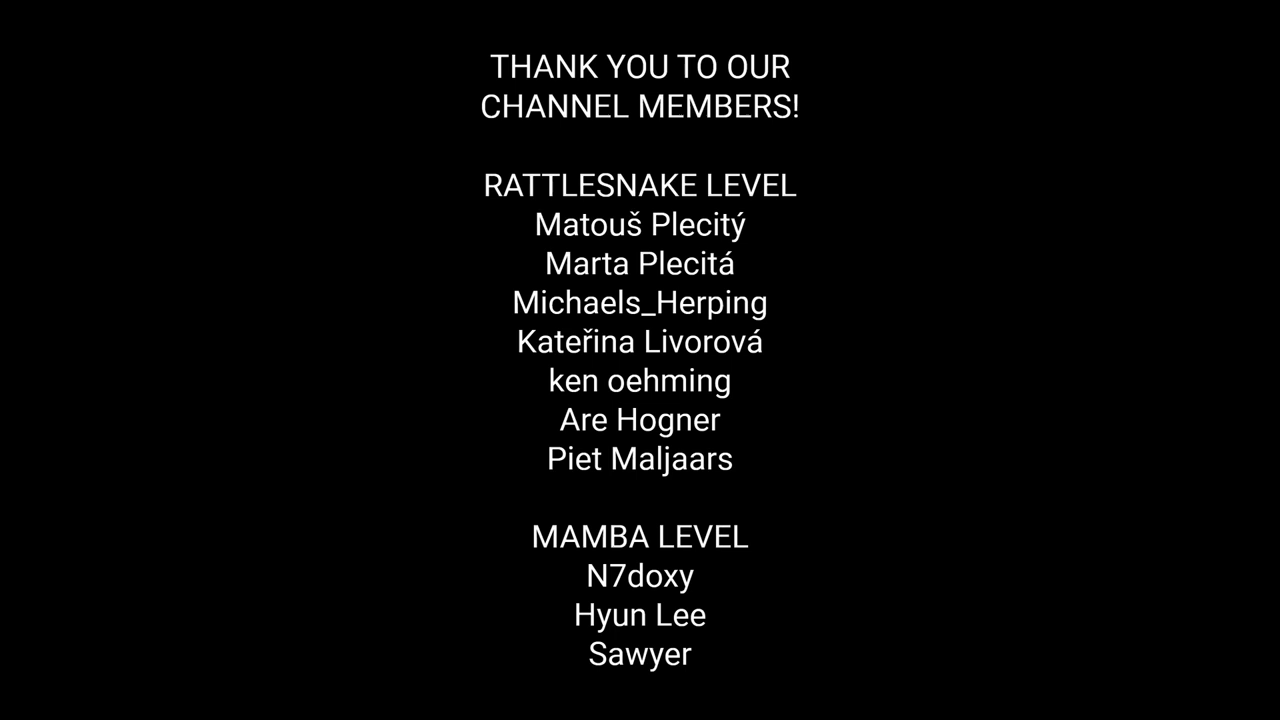 THANK YOU TO OUR
CHANNEL MEMBERS!
RATTLESNAKE LEVEL
Matouš Plecitý
Marta Plecitá
Michaels_Herping
Kateřina Livorová
ken oehming
Are Hogner
Piet Maljaars
MAMBA LEVEL
N7doxy
Hyun Lee
Sawyer